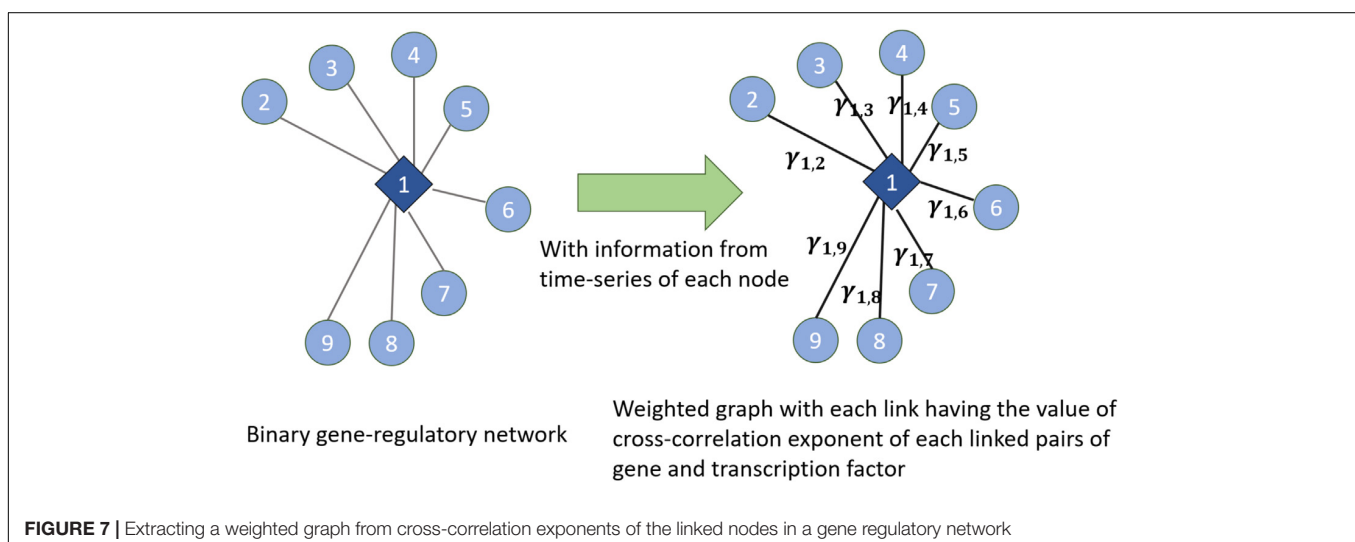 4
3
2
5
1
6
7
9
8
Binary gene-regulatory network
With information from
time-series of each node
4
3
2
5
γ1,3
γ1,4
γ1,2
γ1,5
1
6
γ1,6
γ1,9
γ1,7
γ1,8
7
9
8
Weighted graph with each link having the value of
cross-correlation exponent of each linked pairs of
gene and transcription factor
FIGURE 7 | Extracting a weighted graph from cross-correlation exponents of the linked nodes in a gene regulatory network